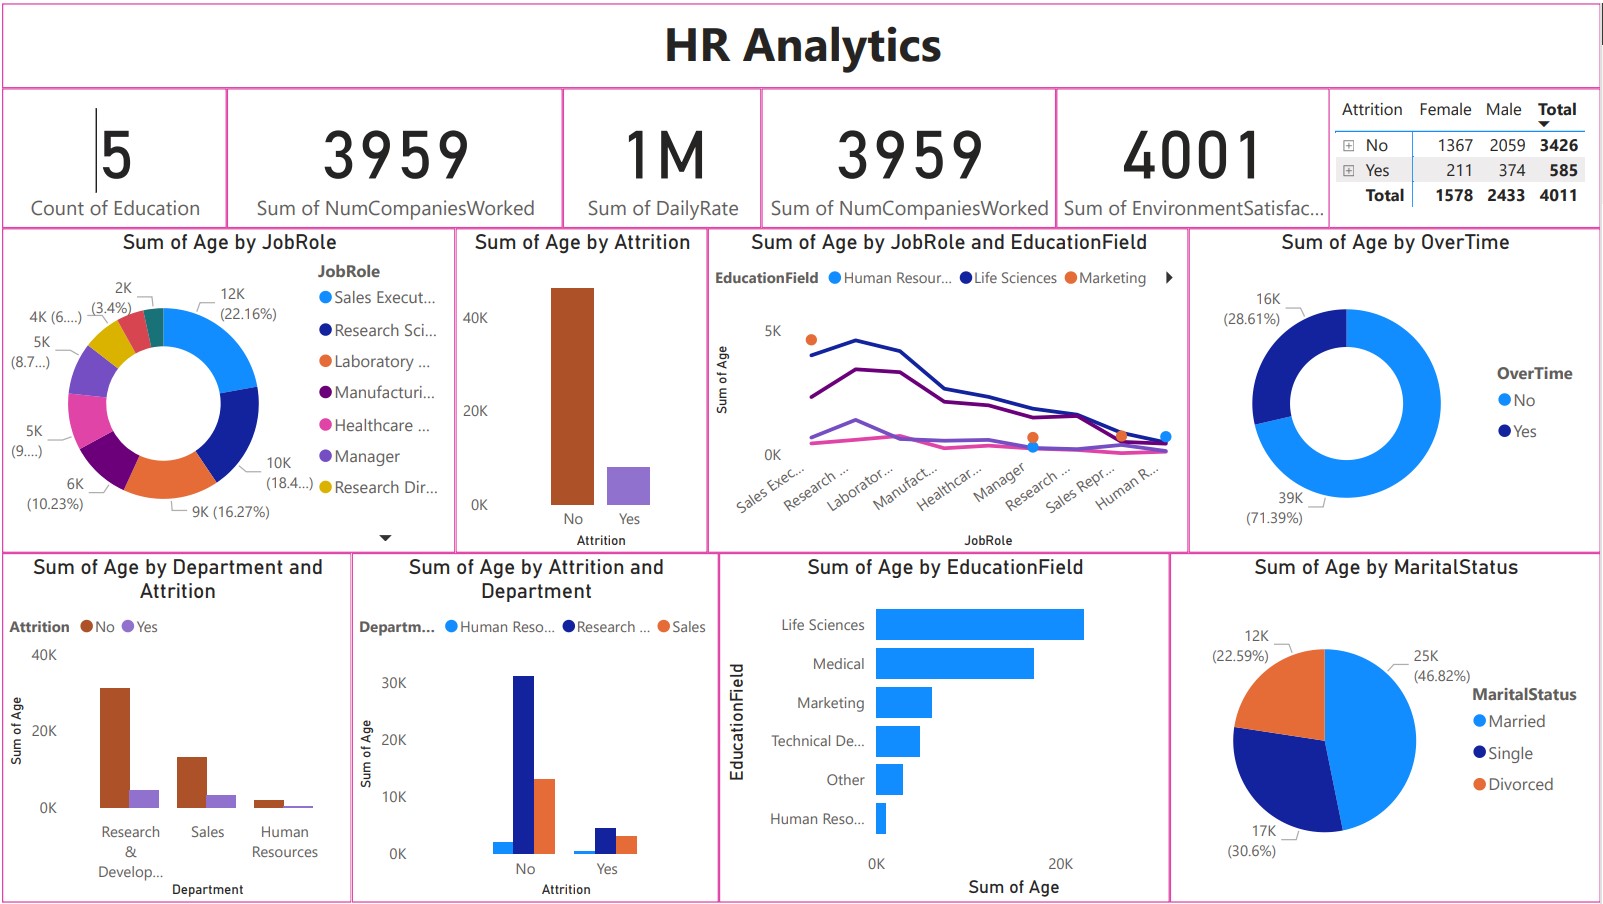 HR Analytics
5
Count of Education
3959
Sum of NumCompaniesWorked
1M
Sum of DailyRate
3959
Sum of NumCompaniesWorked
4001
Sum of EnvironmentSatisfac...
Attrition Female Male Total
No 1367 2059 3426
Yes 211 374 585
Total 1578 2433 4011
Sum of Age by JobRole
2K
(3.4%)
4K (6....)
5K
(8.7...)
5K
(9....)
6K
(10.23%)
9K (16.27%)
10K
(18.4...)
12K
(22.16%)
JobRole
Sales Execut...
Research Sci...
Laboratory ...
Manufacturi...
Healthcare ...
Manager
Research Dir...
Sum of Age by Attrition
40K
20K
0K
No Yes
Attrition
Sum of Age by JobRole and EducationField
EducationField Human Resour... Life Sciences Marketing
Sum of Age
5K
0K
Sales Exec...
Research ...
Laborator...
Manufact...
Healthcar...
Manager
Research ...
Sales Repr...
Human R...
JobRole
Sum of Age by OverTime
16K
(28.61%)
39K
(71.39%)
OverTime
No
Yes
Sum of Age by Department and
Attrition
Attrition No Yes
Sum of Age
40K
20K
0K
Research
&
Develop...
Sales
Human
Resources
Department
Sum of Age by Attrition and
Department
Departm... Human Reso... Research ... Sales
Sum of Age
30K
20K
10K
0K
No Yes
Attrition
Sum of Age by EducationField
EducationField
Life Sciences
Medical
Marketing
Technical De...
Other
Human Reso...
0K 20K
Sum of Age
Sum of Age by MaritalStatus
12K
(22.59%)
25K
(46.82%)
17K
(30.6%)
MaritalStatus
Married
Single
Divorced